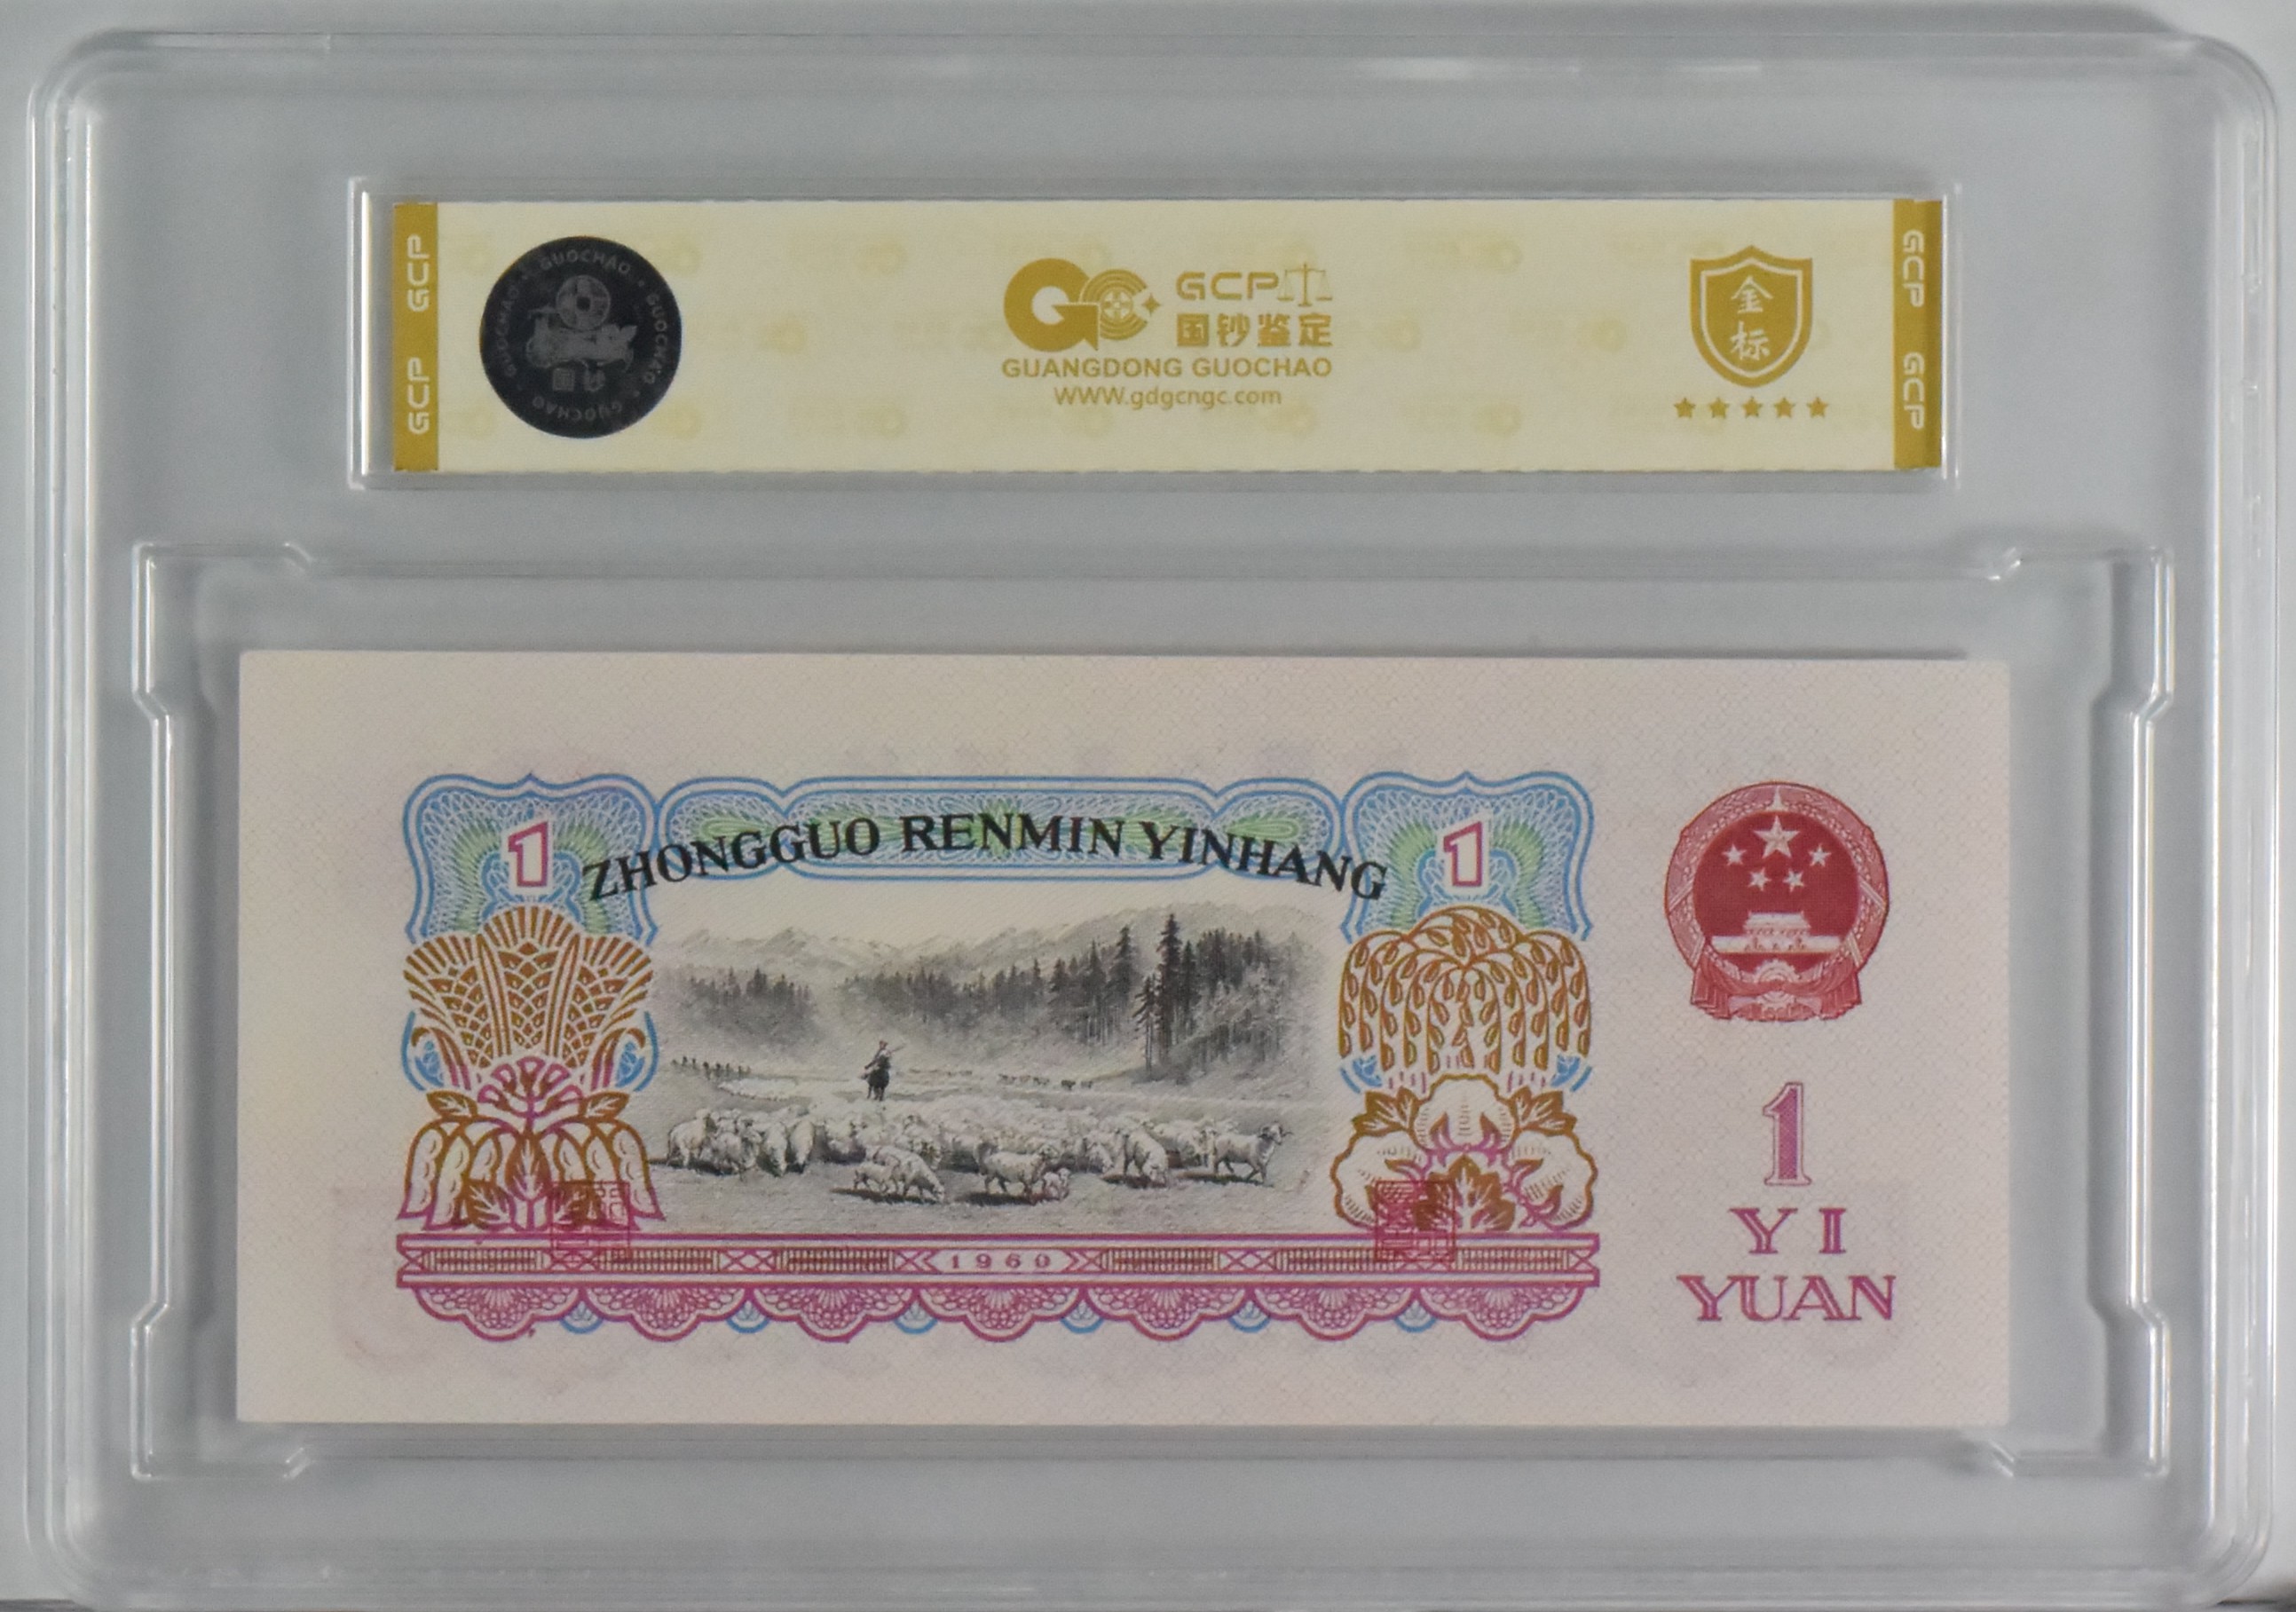 GCP GCP
GUOCHAO GUOCHAO GUOCHAO GUOCHAO
国钞
GCP
国钞鉴定
GUANGDONG GUOCHAO
WWW.gdgcngc.com
金
标
GCP GCP
1 ZHONGGUO RENMIN YINHANG 1
1960
1
YI
YUAN